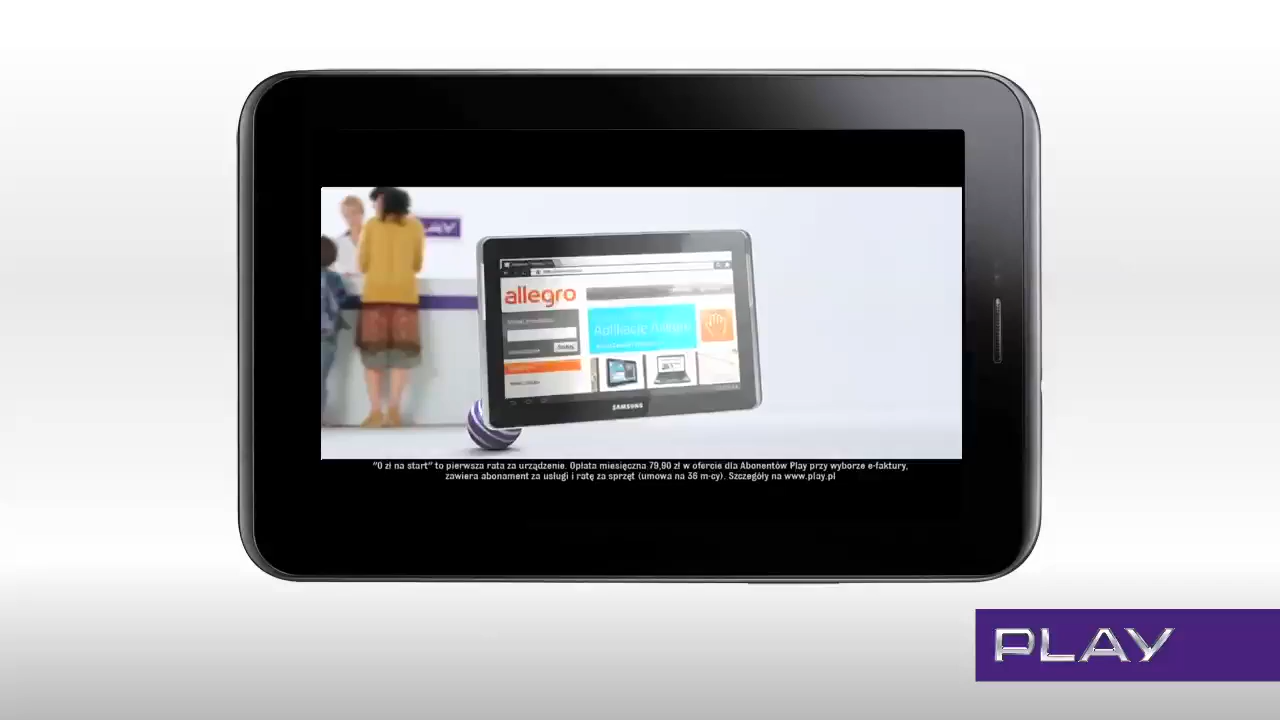 PLAY
allegro
Aplikacje
SAMSUNG
"0 zł na start" to pierwsza rata za urządzenie. Opłata miesięczna 79,90 zł w ofercie dla Abonentów Play przy wyborze e-faktury,
zawiera abonament za usługi i ratę za sprzęt (umowa na 36 m-cy). Szczegóły na www.play.pl
PLAY